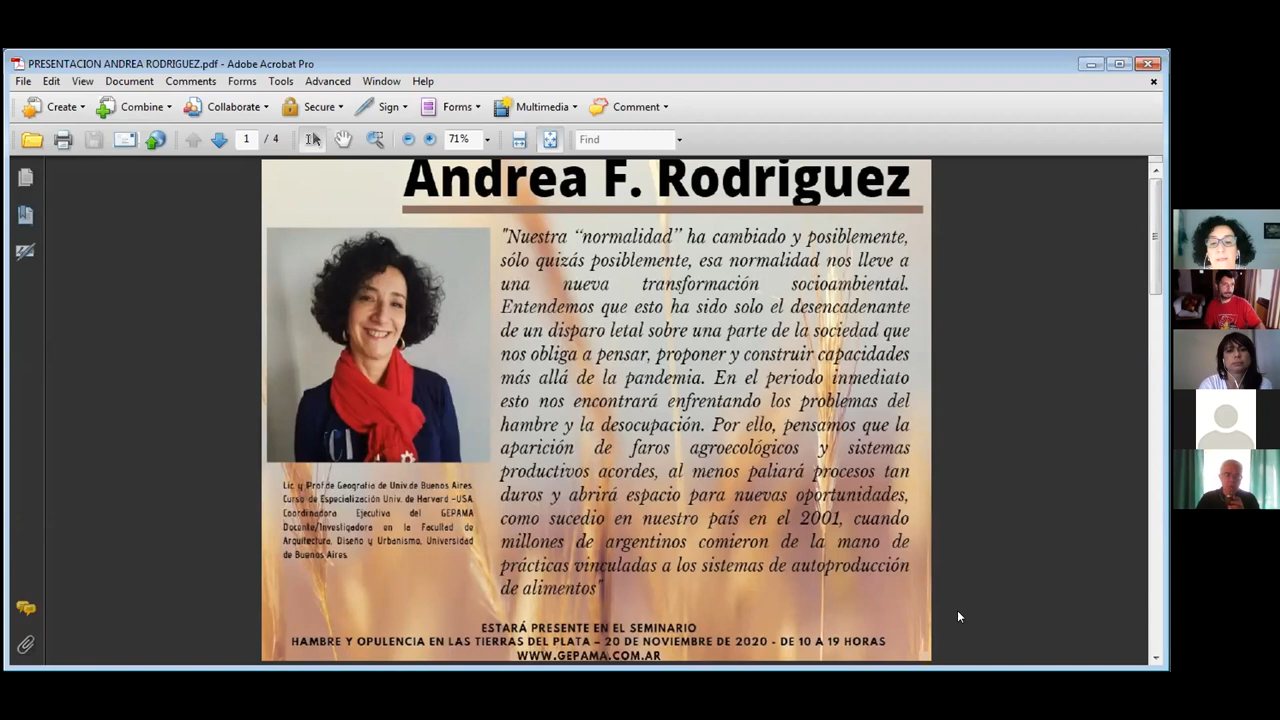 PRESENTACION ANDREA RODRIGUEZ.pdf - Adobe Acrobat Pro
File Edit View Document Comments Forms Tools Advanced Window Help
Create Combine Collaborate Secure Sign Forms Multimedia Comment
1 / 4 71% Find
Andrea F. Rodriguez
"Nuestra “normalidad” ha cambiado y posiblemente,
sólo quizás posiblemente, esa normalidad nos lleve a
una nueva transformación socioambiental.
Entendemos que esto ha sido solo el desencadenante
de un disparo letal sobre una parte de la sociedad que
nos obliga a pensar, proponer y construir capacidades
más allá de la pandemia. En el periodo inmediato
esto nos encontrará enfrentando los problemas del
hambre y la desocupación. Por ello, pensamos que la
aparición de faros agroecológicos y sistemas
productivos acordes, al menos paliará procesos tan
duros y abrirá espacio para nuevas oportunidades,
como sucedio en nuestro país en el 2001, cuando
millones de argentinos comieron de la mano de
prácticas vinculadas a los sistemas de autoproducción
de alimentos"
Lic. y Prof.de Geografía de Univ.de Buenos Aires.
Curso de Especialización Univ. de Harvard -USA.
Coordinadora Ejecutiva del GEPAMA
Docente/Investigadora en la Facultad de
Arquitectura, Diseño y Urbanismo, Universidad
de Buenos Aires
ESTARÁ PRESENTE EN EL SEMINARIO
HAMBRE Y OPULENCIA EN LAS TIERRAS DEL PLATA – 20 DE NOVIEMBRE DE 2020 - DE 10 A 19 HORAS
WWW.GEPAMA.COM.AR